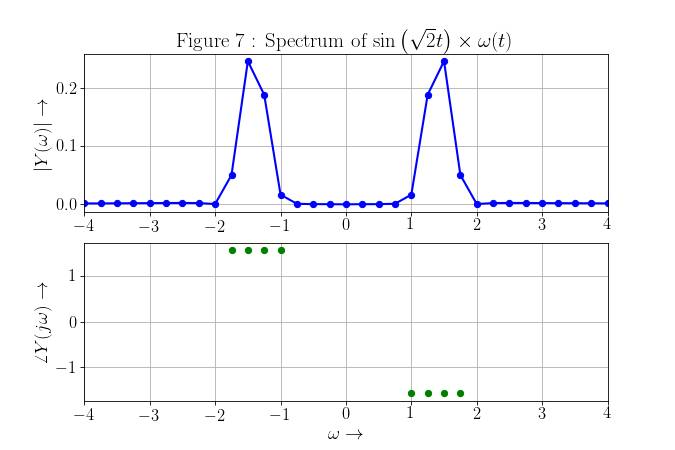 Figure 7 : Spectrum of sin (√2t) × ω(t)
|Y(ω)| →
0.2
0.1
0.0
−4 −3 −2 −1 0 1 2 3 4
∠Y(jω) →
1
0
−1
−4 −3 −2 −1 0 1 2 3 4
ω →